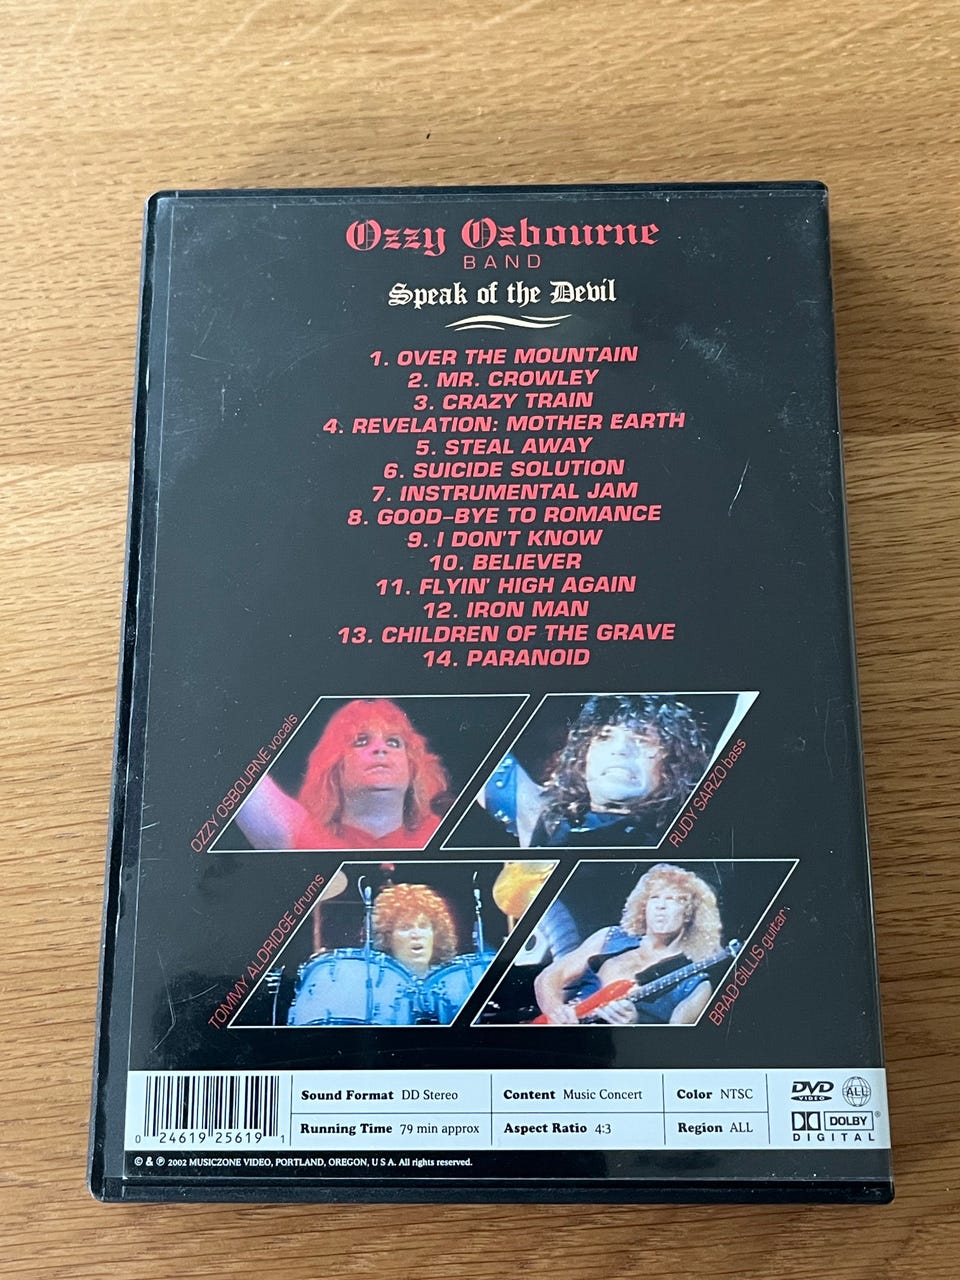 Ozzy Osbourne
BAND
Speak of the Devil
1. OVER THE MOUNTAIN
2. MR. CROWLEY
3. CRAZY TRAIN
4. REVELATION: MOTHER EARTH
5. STEAL AWAY
6. SUICIDE SOLUTION
7. INSTRUMENTAL JAM
8. GOOD-BYE TO ROMANCE
9. I DON'T KNOW
10. BELIEVER
11. FLYIN' HIGH AGAIN
12. IRON MAN
13. CHILDREN OF THE GRAVE
14. PARANOID
OZZY OSBOURNE vocals
RUDY SARZO bass
TOMMY ALDRIDGE drums
BRAD GILLIS guitar
Sound Format DD Stereo
Content Music Concert
Color NTSC
DVD VIDEO
ALL
Running Time 79 min approx
Aspect Ratio 4:3
Region ALL
DOLBY
DIGITAL
0 24619 25619 1
© & ℗ 2002 MUSICZONE VIDEO, PORTLAND, OREGON, U S A. All rights reserved.